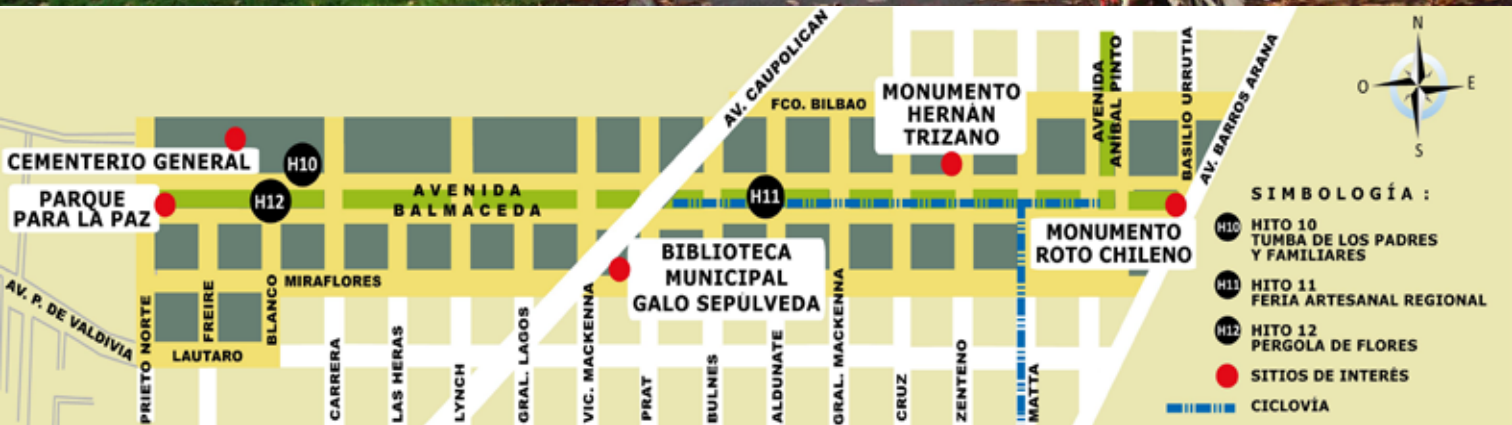 AV. CAUPOLICAN
FCO. BILBAO
MONUMENTO
HERNÁN
TRIZANO
AVENIDA
ANÍBAL PINTO
BASILIO URRUTIA
AV. BARROS ARANA
N
O
E
S
CEMENTERIO GENERAL
H10
PARQUE
PARA LA PAZ
H12
AVENIDA
BALMACEDA
H11
MONUMENTO
ROTO CHILENO
BIBLIOTECA
MUNICIPAL
GALO SEPÙLVEDA
MIRAFLORES
AV. P. DE VALDIVIA
LAUTARO
PRIETO NORTE
FREIRE
BLANCO
CARRERA
LAS HERAS
LYNCH
GRAL. LAGOS
VIC. MACKENNA
PRAT
BULNES
ALDUNATE
GRAL. MACKENNA
CRUZ
ZENTENO
MATTA
SIMBOLOGÍA :
H10 HITO 10
TUMBA DE LOS PADRES
Y FAMILIARES
H11 HITO 11
FERIA ARTESANAL REGIONAL
H12 HITO 12
PERGOLA DE FLORES
SITIOS DE INTERÉS
CICLOVÍA